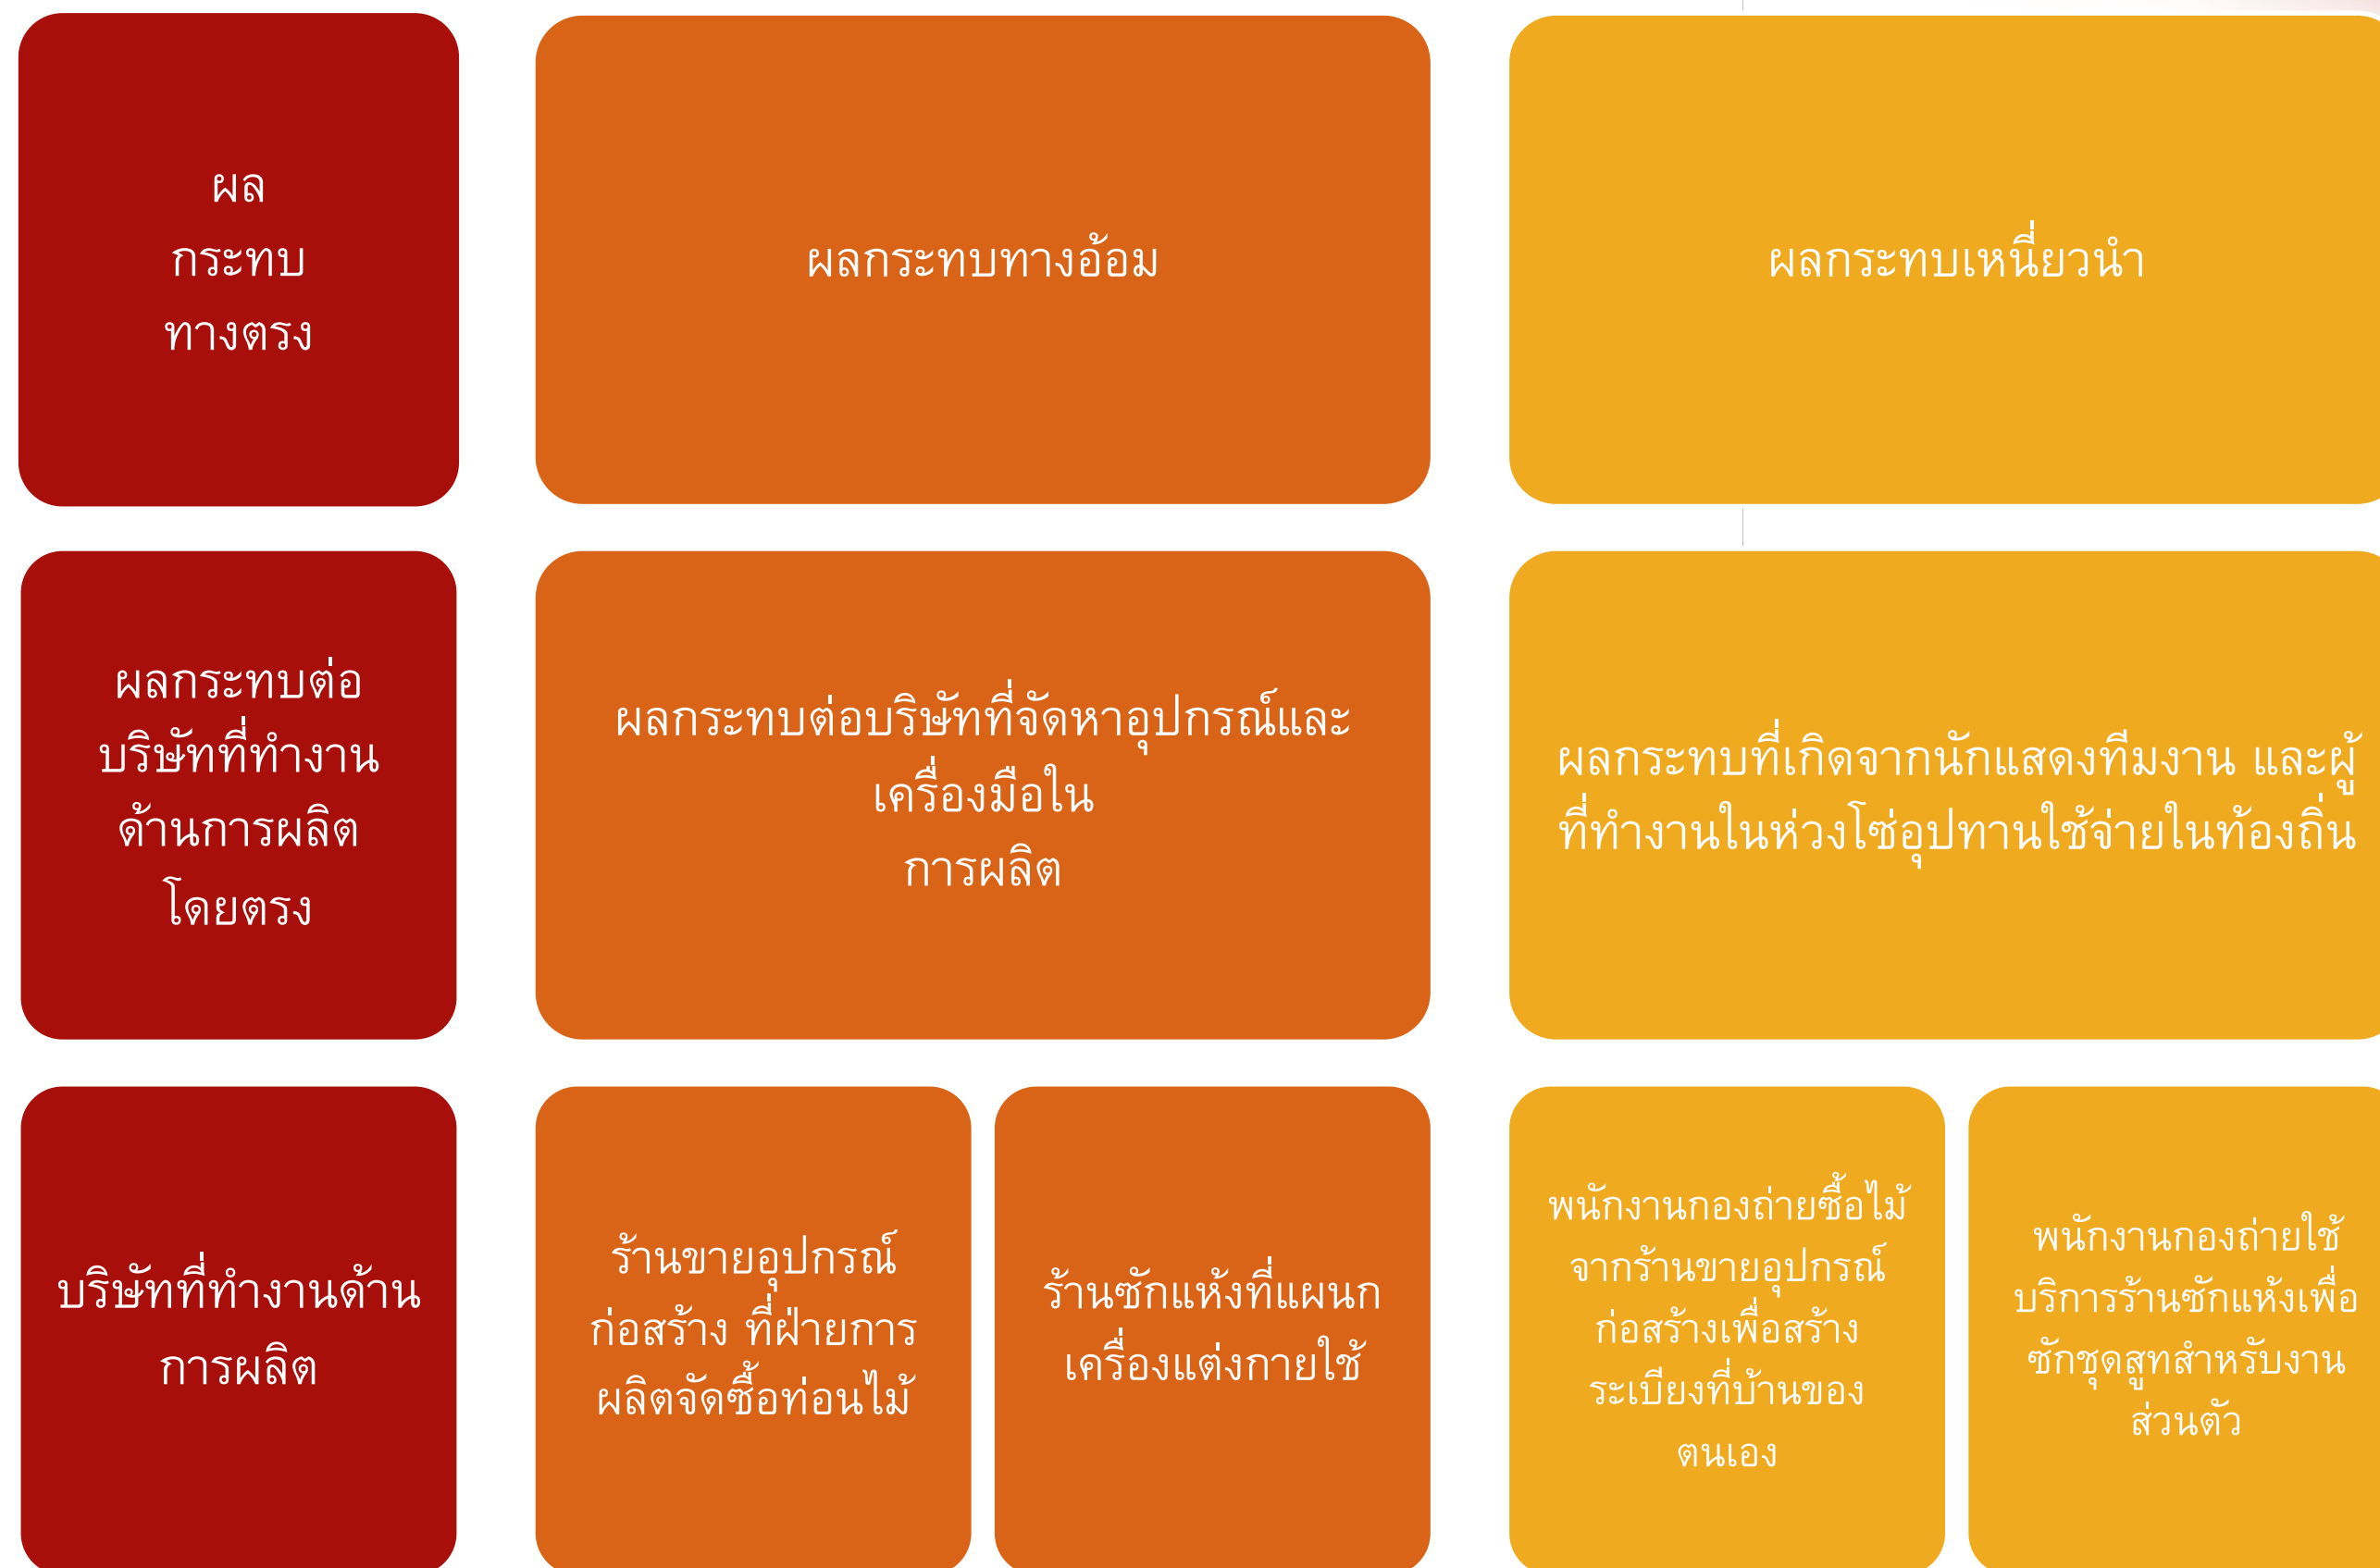 ผล
กระทบ
ทางตรง
ผลกระทบทางอ้อม
ผลกระทบเหนี่ยวนำ
ผลกระทบต่อ
บริษัทที่ทำงาน
ด้านการผลิต
โดยตรง
ผลกระทบต่อบริษัทที่จัดหาอุปกรณ์และ
เครื่องมือใน
การผลิต
ผลกระทบที่เกิดจากนักแสดงทีมงาน และผู้
ที่ทำงานในห่วงโซ่อุปทานใช้จ่ายในท้องถิ่น
บริษัทที่ทำงานด้าน
การผลิต
ร้านขายอุปกรณ์
ก่อสร้าง ที่ฝ่ายการ
ผลิตจัดซื้อท่อนไม้
ร้านซักแห้งที่แผนก
เครื่องแต่งกายใช้
พนักงานกองถ่ายซื้อไม้
จากร้านขายอุปกรณ์
ก่อสร้างเพื่อสร้าง
ระเบียงที่บ้านของ
ตนเอง
พนักงานกองถ่ายใช้
บริการร้านซักแห้งเพื่อ
ซักชุดสูทสำหรับงาน
ส่วนตัว